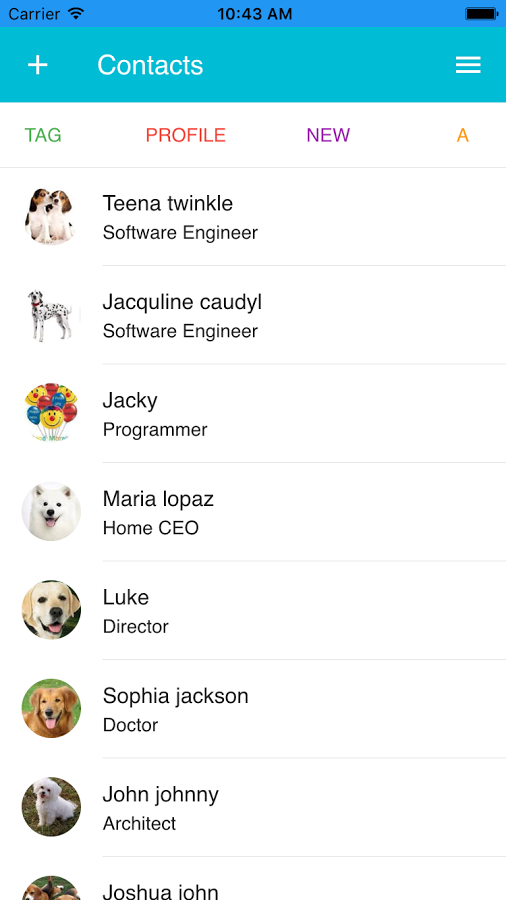 Carrier 10:43 AM
Contacts
TAG PROFILE NEW A
Teena twinkle
Software Engineer
Jacquline caudyl
Software Engineer
Jacky
Programmer
Maria lopaz
Home CEO
Luke
Director
Sophia jackson
Doctor
John johnny
Architect
Joshua john